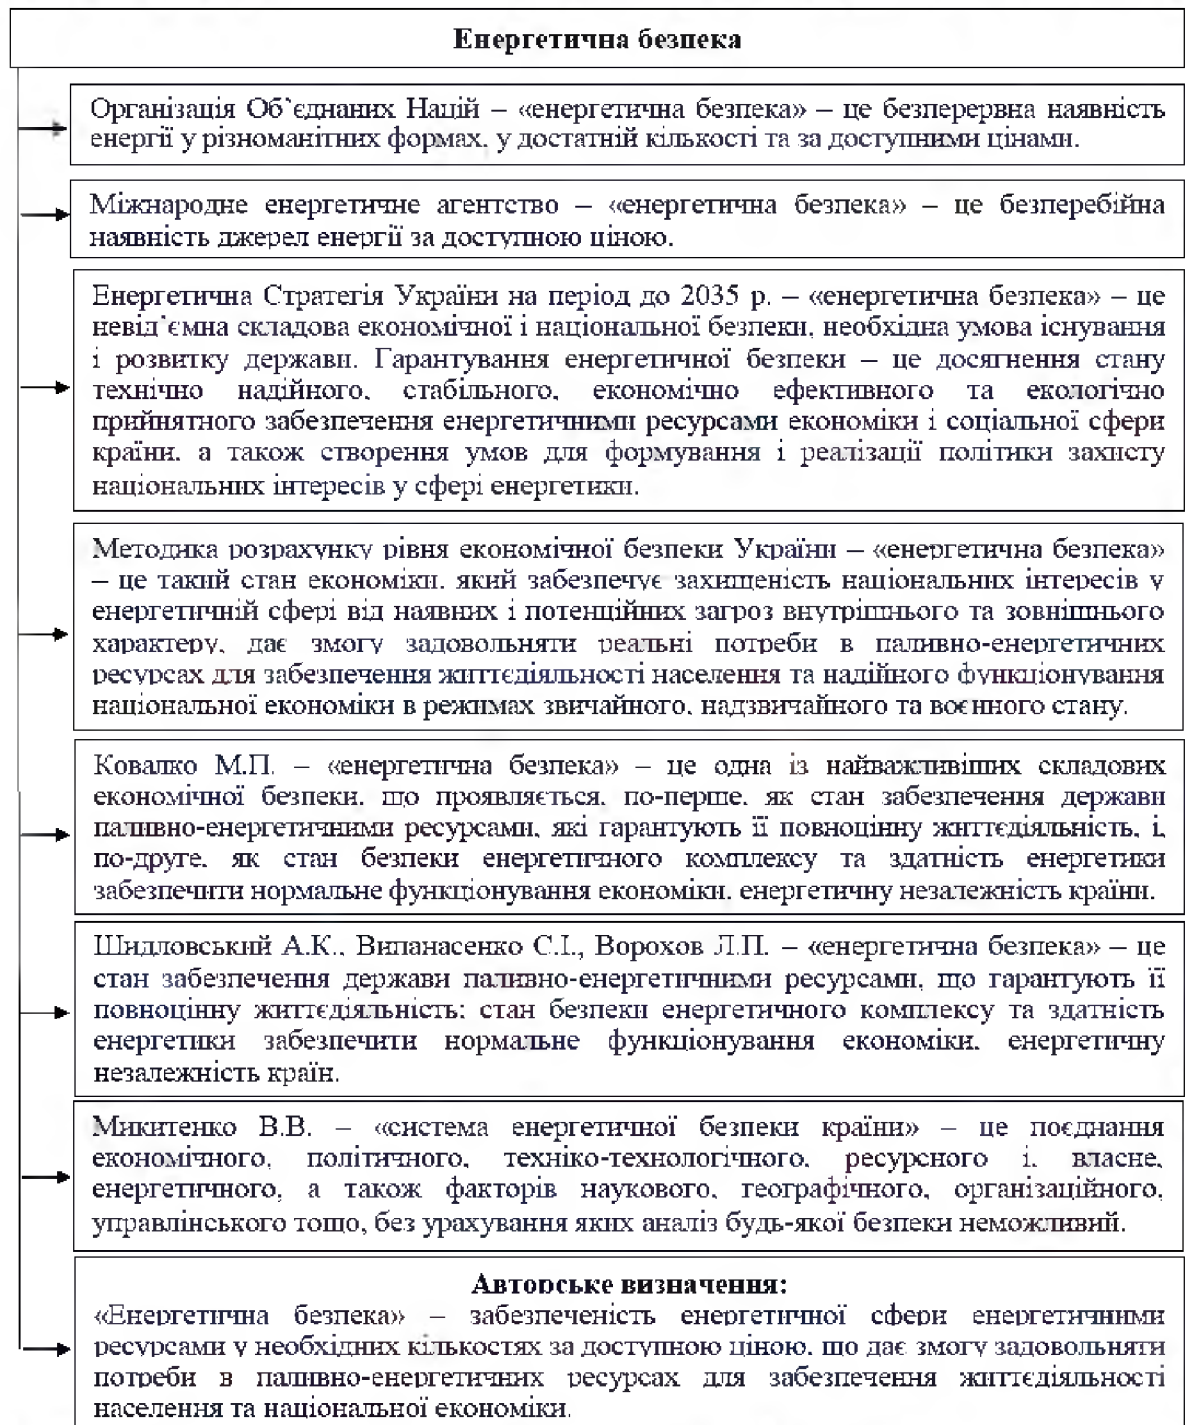 Енергетична безпека
Організація Об`єднаних Націй – «енергетична безпека» – це безперервна наявність
енергії у різноманітних формах, у достатній кількості та за доступними цінами.
Міжнародне енергетичне агентство – «енергетична безпека» – це безперебійна
наявність джерел енергії за доступною ціною.
Енергетична Стратегія України на період до 2035 р. – «енергетична безпека» – це
невід`ємна складова економічної і національної безпеки, необхідна умова існування
і розвитку держави. Гарантування енергетичної безпеки – це досягнення стану
технічно надійного, стабільного, економічно ефективного та екологічно
прийнятного забезпечення енергетичними ресурсами економіки і соціальної сфери
країни, а також створення умов для формування і реалізації політики захисту
національних інтересів у сфері енергетики.
Методика розрахунку рівня економічної безпеки України – «енергетична безпека»
– це такий стан економіки, який забезпечує захищеність національних інтересів у
енергетичній сфері від наявних і потенційних загроз внутрішнього та зовнішнього
характеру, дає змогу задовольняти реальні потреби в паливно-енергетичних
ресурсах для забезпечення життєдіяльності населення та надійного функціонування
національної економіки в режимах звичайного, надзвичайного та воєнного стану.
Ковалко М.П. – «енергетична безпека» – це одна із найважливіших складових
економічної безпеки, що проявляється, по-перше, як стан забезпечення держави
паливно-енергетичними ресурсами, які гарантують її повноцінну життєдіяльність, і,
по-друге, як стан безпеки енергетичного комплексу та здатність енергетики
забезпечити нормальне функціонування економіки, енергетичну незалежність країни.
Шидловський А.К., Випанасенко С.І., Ворохов Л.П. – «енергетична безпека» – це
стан забезпечення держави паливно-енергетичними ресурсами, що гарантують її
повноцінну життєдіяльність; стан безпеки енергетичного комплексу та здатність
енергетики забезпечити нормальне функціонування економіки, енергетичну
незалежність країн.
Микитенко В.В. – «система енергетичної безпеки країни» – це поєднання
економічного, політичного, техніко-технологічного, ресурсного і, власне,
енергетичного, а також факторів наукового, географічного, організаційного,
управлінського тощо, без урахування яких аналіз будь-якої безпеки неможливий.
Авторське визначення:
«Енергетична безпека» – забезпеченість енергетичної сфери енергетичними
ресурсами у необхідних кількостях за доступною ціною, що дає змогу задовольняти
потреби в паливно-енергетичних ресурсах для забезпечення життєдіяльності
населення та національної економіки.